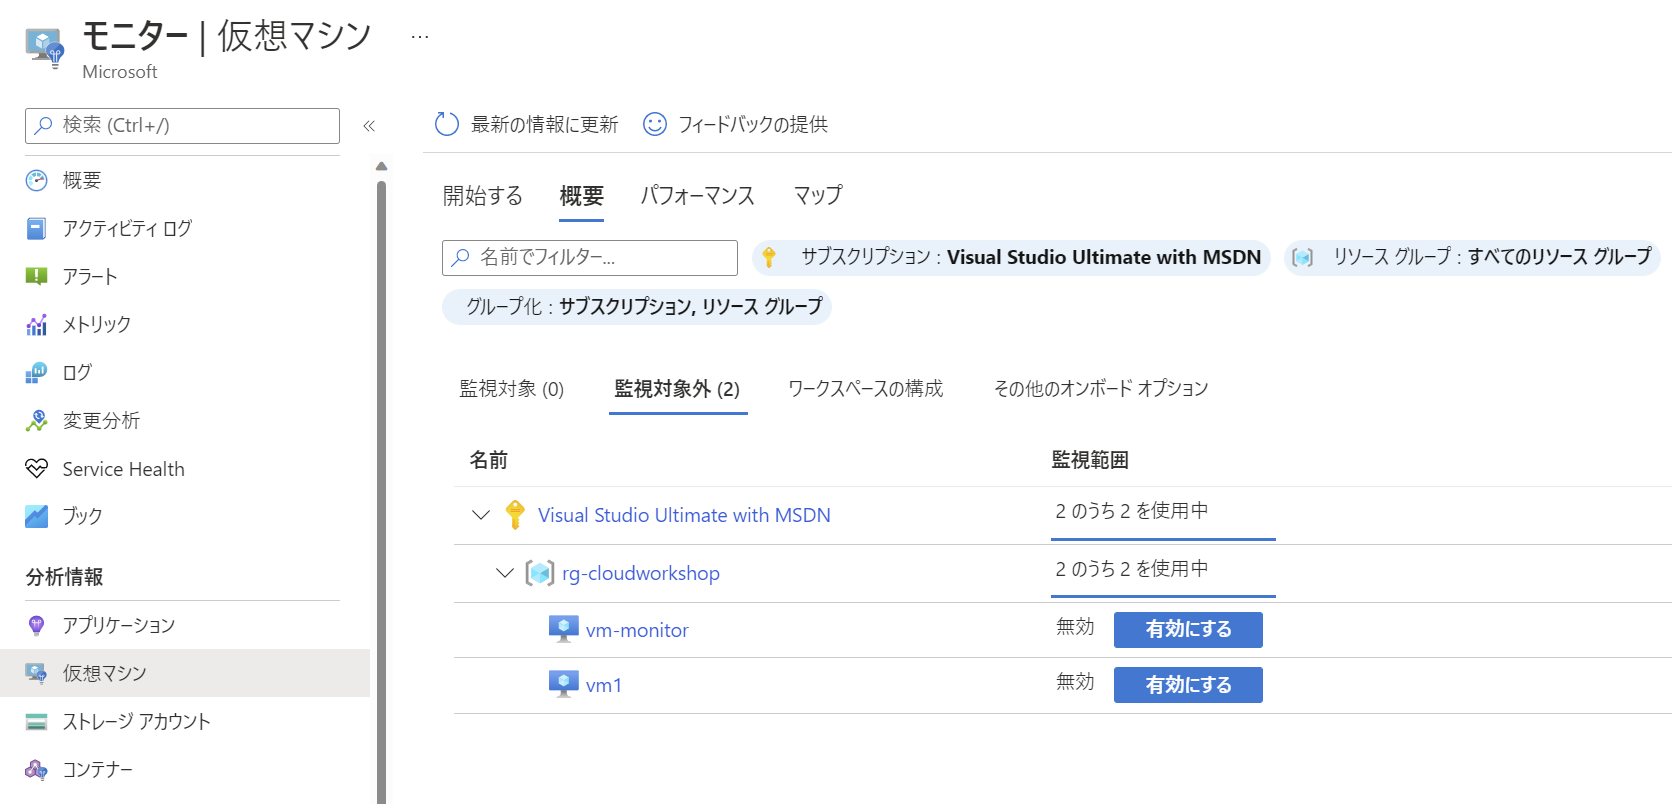 モニター | 仮想マシン …
Microsoft
検索 (Ctrl+/)
«
概要
アクティビティ ログ
アラート
メトリック
ログ
変更分析
Service Health
ブック
分析情報
アプリケーション
仮想マシン
ストレージ アカウント
コンテナー
最新の情報に更新
フィードバックの提供
開始する
概要
パフォーマンス
マップ
名前でフィルター...
サブスクリプション : Visual Studio Ultimate with MSDN
リソース グループ : すべてのリソース グループ
グループ化 : サブスクリプション, リソース グループ
監視対象 (0)
監視対象外 (2)
ワークスペースの構成
その他のオンボード オプション
名前
監視範囲
Visual Studio Ultimate with MSDN
2 のうち 2 を使用中
rg-cloudworkshop
2 のうち 2 を使用中
vm-monitor
無効
有効にする
vm1
無効
有効にする